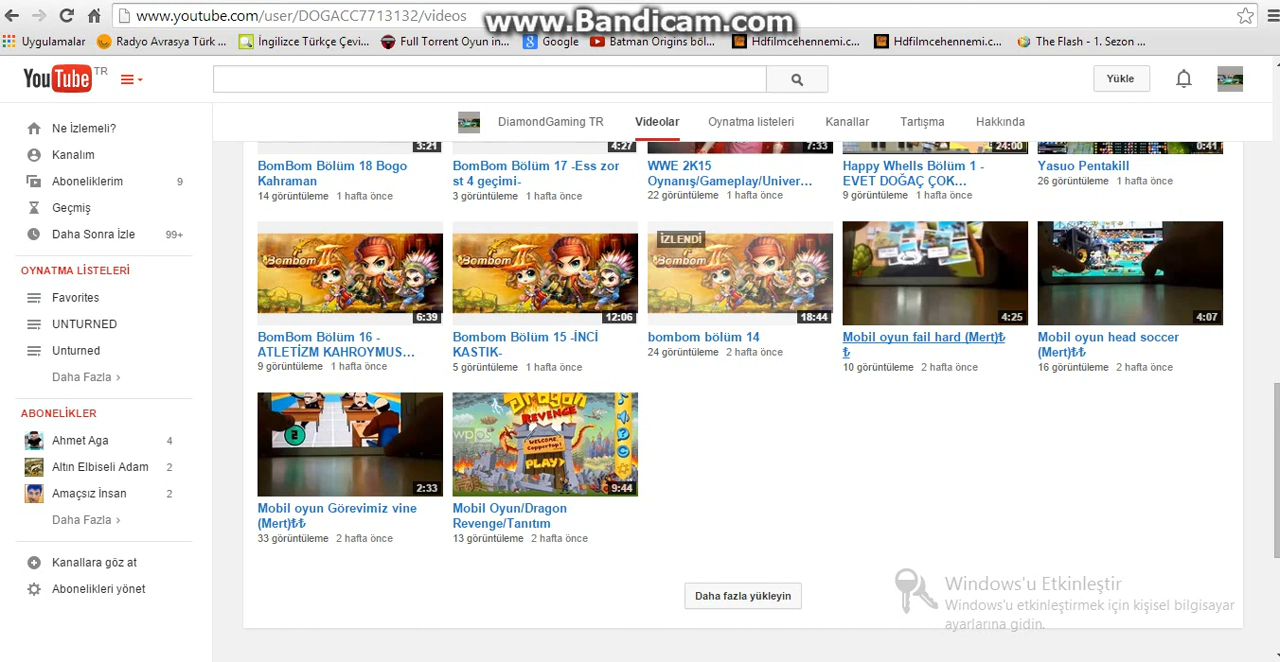 www.youtube.com/user/DOGACC7713132/videos
www.Bandicam.com
Uygulamalar
Radyo Avrasya Türk ...
İngilizce Türkçe Çevi...
Full Torrent Oyun in...
Google
Batman Origins böl...
Hdfilmcehennemi.c...
Hdfilmcehennemi.c...
The Flash - 1. Sezon ...
YouTube TR
Yükle
DiamondGaming TR
Videolar
Oynatma listeleri
Kanallar
Tartışma
Hakkında
Ne İzlemeli?
Kanalım
Aboneliklerim 9
Geçmiş
Daha Sonra İzle 99+
OYNATMA LİSTELERİ
Favorites
UNTURNED
Unturned
Daha Fazla ›
ABONELİKLER
Ahmet Aga 4
Altın Elbiseli Adam 2
Amaçsız İnsan 2
Daha Fazla ›
Kanallara göz at
Abonelikleri yönet
3:21
BomBom Bölüm 18 Bogo
Kahraman
14 görüntüleme 1 hafta önce
4:27
BomBom Bölüm 17 -Ess zor
st 4 geçimi-
3 görüntüleme 1 hafta önce
7:33
WWE 2K15
Oynanış/Gameplay/Univer...
22 görüntüleme 1 hafta önce
24:00
Happy Whells Bölüm 1 -
EVET DOĞAÇ ÇOK...
9 görüntüleme 1 hafta önce
0:41
Yasuo Pentakill
26 görüntüleme 1 hafta önce
Bombom
6:39
BomBom Bölüm 16 -
ATLETİZM KAHROYMUS...
9 görüntüleme 1 hafta önce
Bombom
12:06
Bombom Bölüm 15 -İNCİ
KASTIK-
5 görüntüleme 1 hafta önce
İZLENDİ
Bombom
18:44
bombom bölüm 14
24 görüntüleme 2 hafta önce
4:25
Mobil oyun fail hard (Mert)₺
₺
10 görüntüleme 2 hafta önce
4:07
Mobil oyun head soccer
(Mert)₺₺
16 görüntüleme 2 hafta önce
2:33
Mobil oyun Görevimiz vine
(Mert)₺₺
33 görüntüleme 2 hafta önce
Dragon
REVENGE
WELCOME,
PLAY
9:44
Mobil Oyun/Dragon
Revenge/Tanıtım
13 görüntüleme 2 hafta önce
Daha fazla yükleyin
Windows'u Etkinleştir
Windows'u etkinleştirmek için kişisel bilgisayar
ayarlarına gidin.